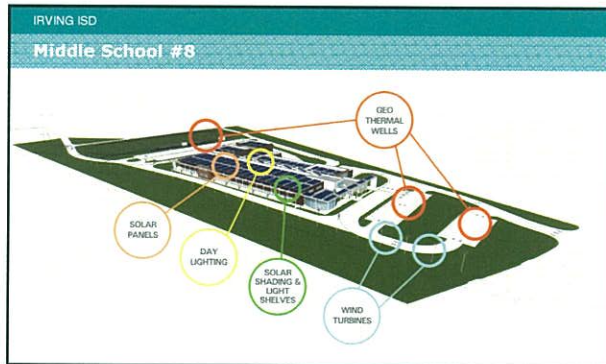 IRVING ISD
Middle School #8
GEO
THERMAL
WELLS
SOLAR
PANELS
DAY
LIGHTING
SOLAR
SHADING &
LIGHT
SHELVES
WIND
TURBINES